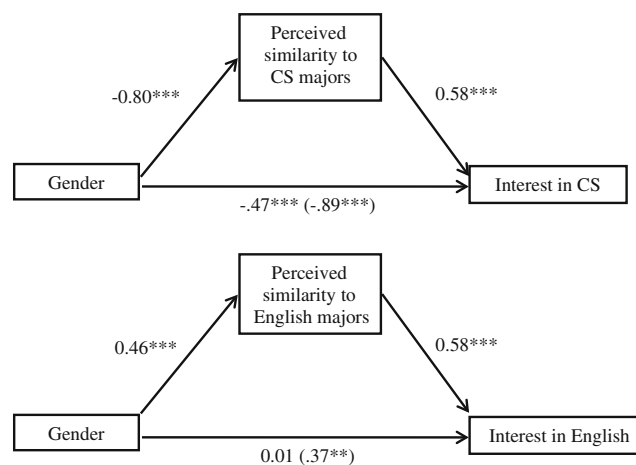 Perceived
similarity to
CS majors
-0.80***
0.58***
Gender
Interest in CS
-.47*** (-.89***)
Perceived
similarity to
English majors
0.46***
0.58***
Gender
Interest in English
0.01 (.37**)